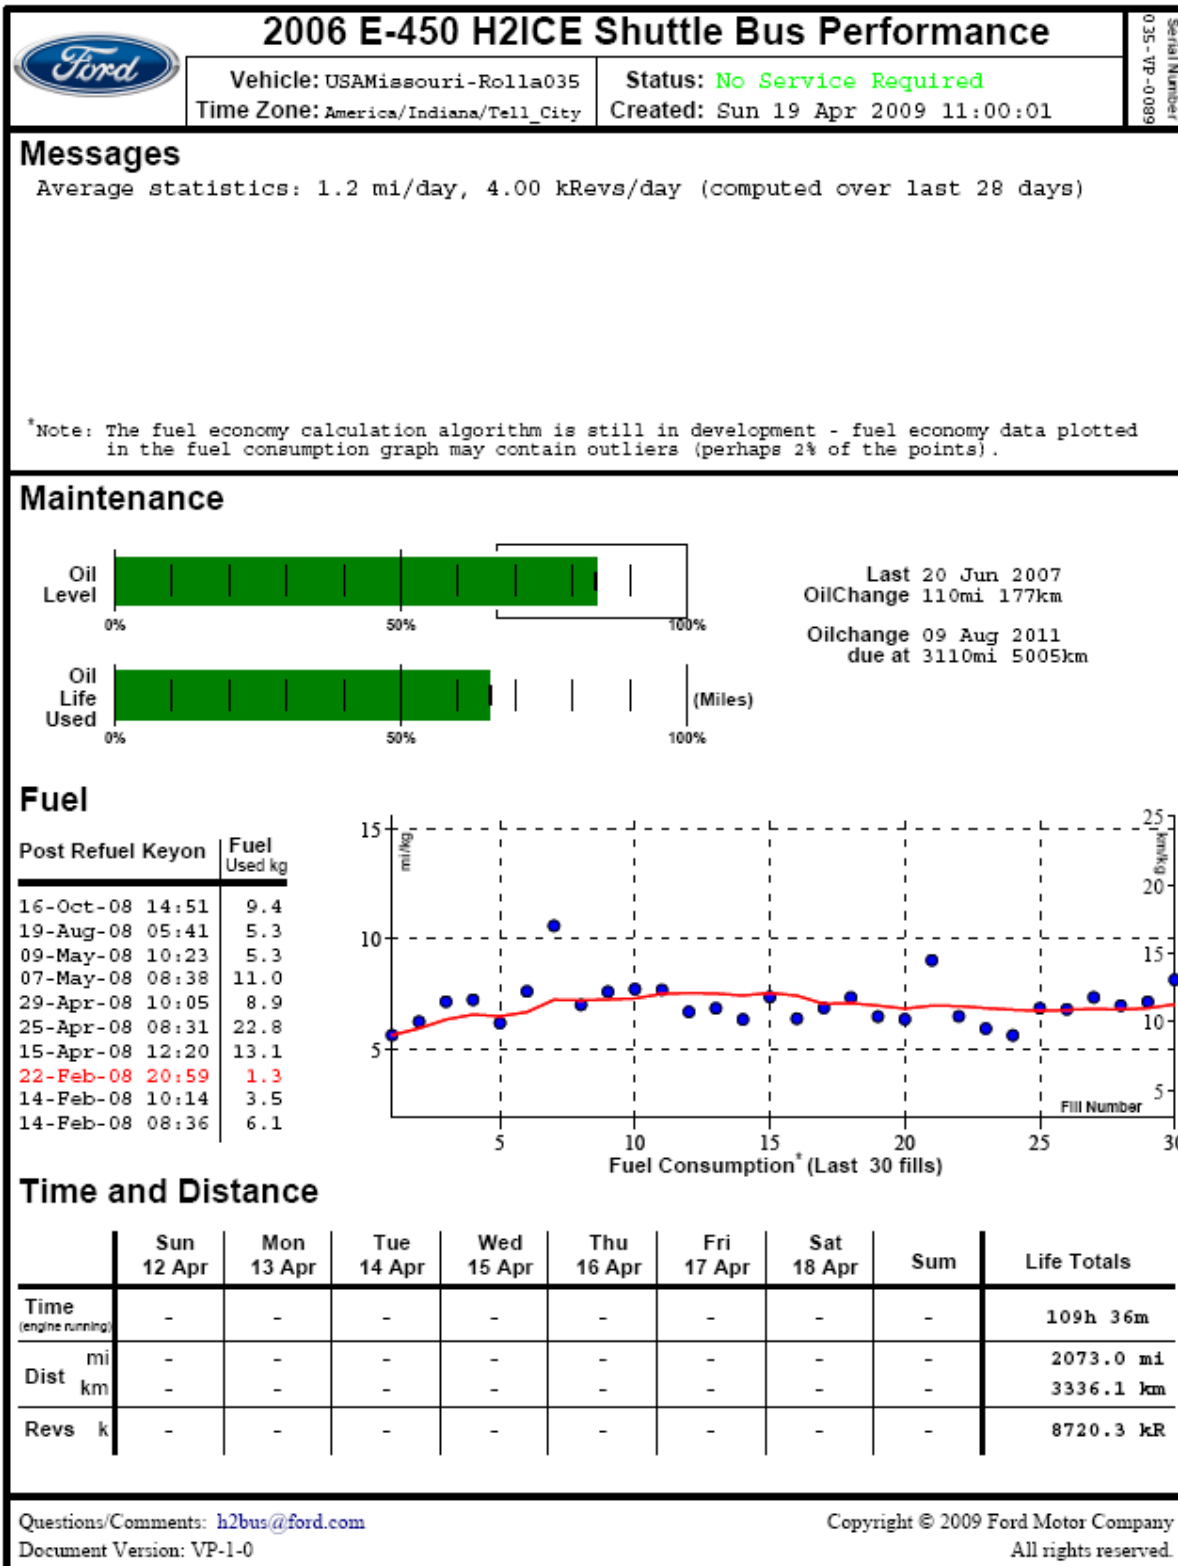 Ford
2006 E-450 H2ICE Shuttle Bus Performance
Vehicle: USAMissouri-Rolla035
Time Zone: America/Indiana/Tell_City
Status: No Service Required
Created: Sun 19 Apr 2009 11:00:01
Serial Number
035-VP-0089
Messages
Average statistics: 1.2 mi/day, 4.00 kRevs/day (computed over last 28 days)
*Note: The fuel economy calculation algorithm is still in development - fuel economy data plotted
in the fuel consumption graph may contain outliers (perhaps 2% of the points).
Maintenance
Oil
Level
0% 50% 100%
Last 20 Jun 2007
OilChange 110mi 177km
Oilchange 09 Aug 2011
due at 3110mi 5005km
Oil
Life
Used
(Miles)
0% 50% 100%
Fuel
Post Refuel Keyon Fuel
Used kg
16-Oct-08 14:51 9.4
19-Aug-08 05:41 5.3
09-May-08 10:23 5.3
07-May-08 08:38 11.0
29-Apr-08 10:05 8.9
25-Apr-08 08:31 22.8
15-Apr-08 12:20 13.1
22-Feb-08 20:59 1.3
14-Feb-08 10:14 3.5
14-Feb-08 08:36 6.1
15
10
5
mi/kg
25
20
15
10
5
km/kg
Fill Number
5 10 15 20 25 30
Fuel Consumption* (Last 30 fills)
Time and Distance
Sun Mon Tue Wed Thu Fri Sat
12 Apr 13 Apr 14 Apr 15 Apr 16 Apr 17 Apr 18 Apr Sum Life Totals
Time
(engine running)
- - - - - - - - 109h 36m
Dist
mi - - - - - - - - 2073.0 mi
km - - - - - - - - 3336.1 km
Revs k - - - - - - - - 8720.3 kR
Questions/Comments: h2bus@ford.com
Document Version: VP-1-0
Copyright © 2009 Ford Motor Company
All rights reserved.